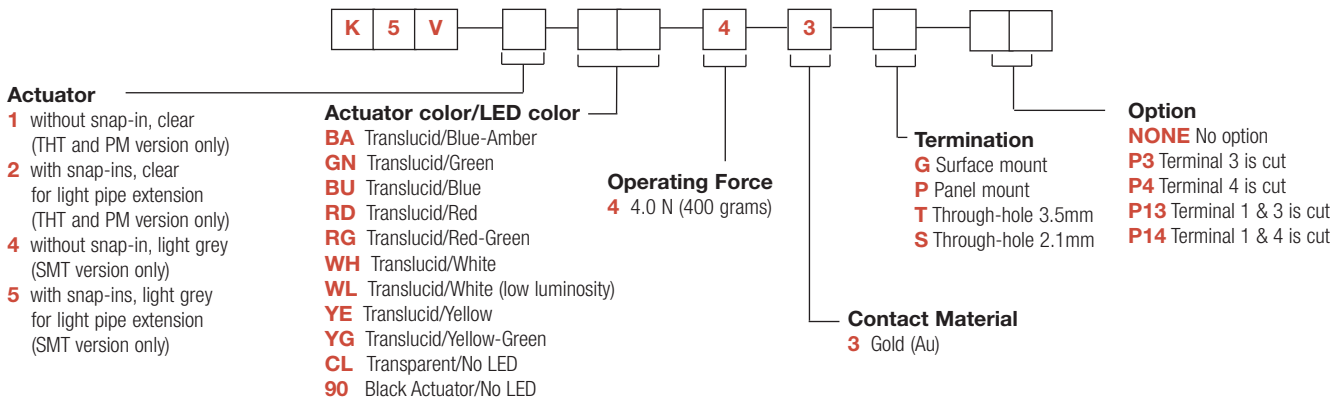 K 5 V 4 3
Actuator
1 without snap-in, clear
(THT and PM version only)
2 with snap-ins, clear
for light pipe extension
(THT and PM version only)
4 without snap-in, light grey
(SMT version only)
5 with snap-ins, light grey
for light pipe extension
(SMT version only)
Actuator color/LED color
BA Translucid/Blue-Amber
GN Translucid/Green
BU Translucid/Blue
RD Translucid/Red
RG Translucid/Red-Green
WH Translucid/White
WL Translucid/White (low luminosity)
YE Translucid/Yellow
YG Translucid/Yellow-Green
CL Transparent/No LED
90 Black Actuator/No LED
Operating Force
4 4.0 N (400 grams)
Contact Material
3 Gold (Au)
Termination
G Surface mount
P Panel mount
T Through-hole 3.5mm
S Through-hole 2.1mm
Option
NONE No option
P3 Terminal 3 is cut
P4 Terminal 4 is cut
P13 Terminal 1 & 3 is cut
P14 Terminal 1 & 4 is cut